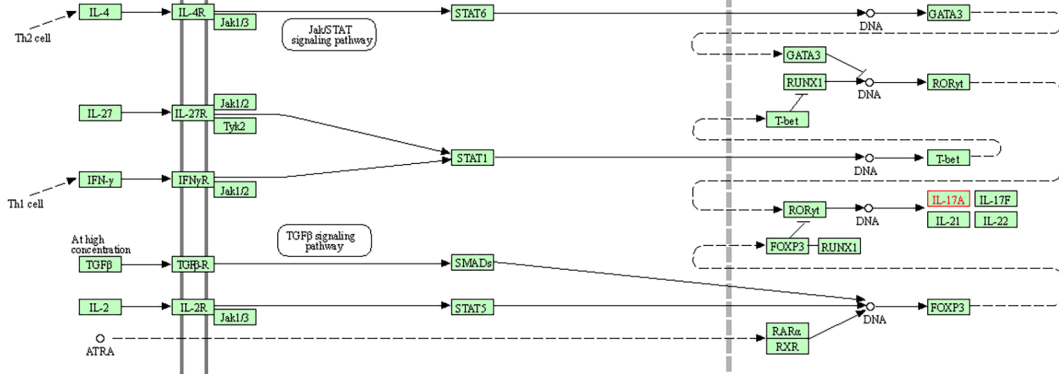 IL-4
IL-4R
Jak1/3
Th2 cell
Jak/STAT
signaling pathway
STAT6
DNA
GATA3
GATA3
RUNX1
DNA
RORγt
T-bet
IL-27
IL-27R
Jak1/2
Tyk2
STAT1
DNA
T-bet
IFN-γ
IFNγR
Jak1/2
Th1 cell
RORγt
DNA
IL-17A
IL-17F
IL-21
IL-22
FOXP3
RUNX1
At high
concentration
TGFβ
TGFβ-R
TGFβ signaling
pathway
SMADs
IL-2
IL-2R
Jak1/3
STAT5
DNA
FOXP3
ATRA
RARα
RXR